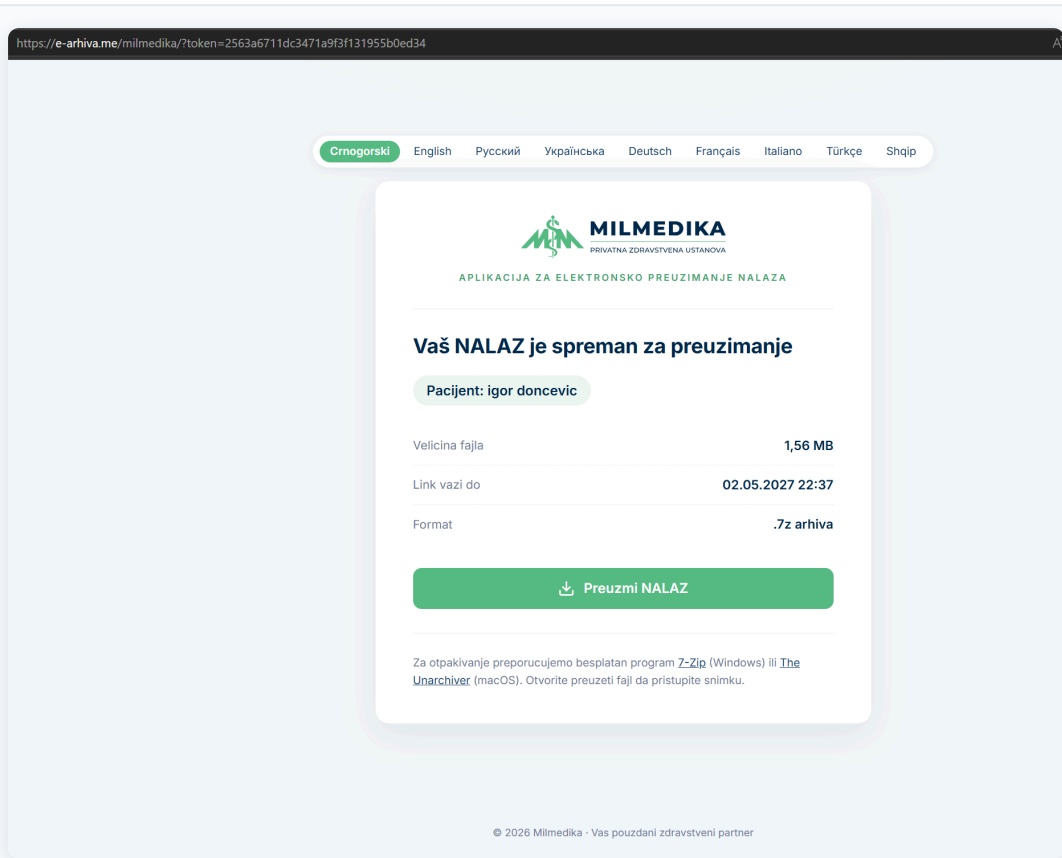 https://e-arhiva.me/milmedika/?token=2563a6711dc3471a9f3f131955b0ed34
Crnogorski English Русский Українська Deutsch Français Italiano Türkçe Shqip
MILMEDIKA
PRIVATNA ZDRAVSTVENA USTANOVA
APLIKACIJA ZA ELEKTRONSKO PREUZIMANJE NALAZA
Vaš NALAZ je spreman za preuzimanje
Pacijent: igor doncevic
Velicina fajla 1,56 MB
Link vazi do 02.05.2027 22:37
Format .7z arhiva
Preuzmi NALAZ
Za otpakivanje preporucujemo besplatan program 7-Zip (Windows) ili The
Unarchiver (macOS). Otvorite preuzeti fajl da pristupite snimku.
© 2026 Milmedika · Vas pouzdani zdravstveni partner